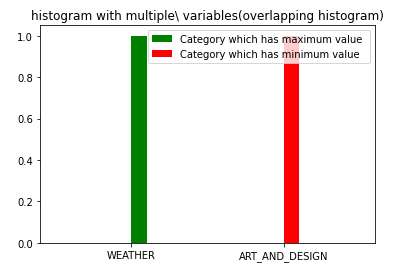 histogram with multiple\ variables(overlapping histogram)
Category which has maximum value
Category which has minimum value
1.0
0.8
0.6
0.4
0.2
0.0
WEATHER
ART_AND_DESIGN